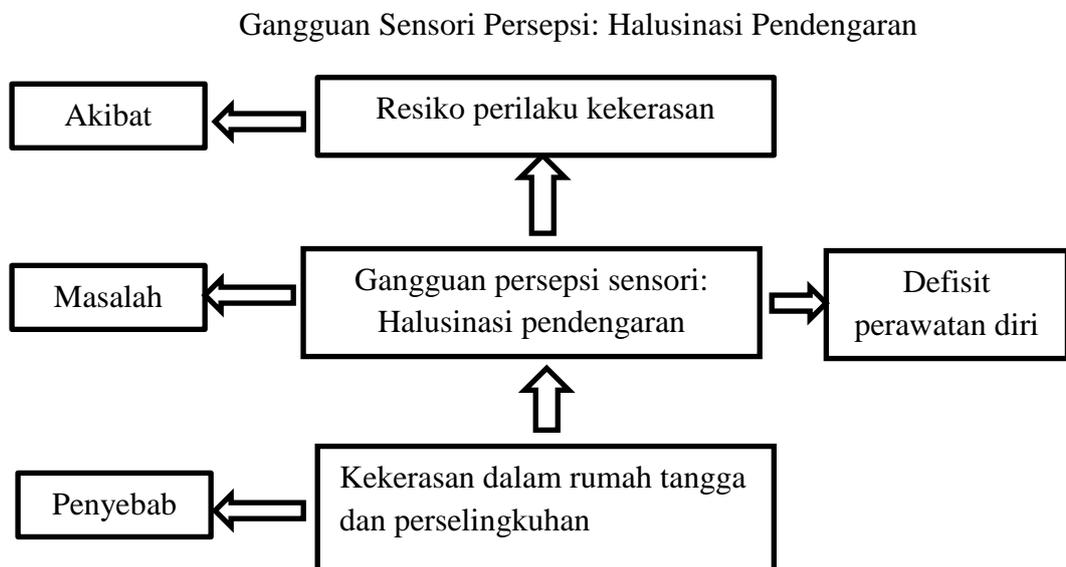 Gangguan Sensori Persepsi: Halusinasi Pendengaran
Akibat
Resiko perilaku kekerasan
Masalah
Gangguan persepsi sensori:
Halusinasi pendengaran
Defisit
perawatan diri
Penyebab
Kekerasan dalam rumah tangga
dan perselingkuhan